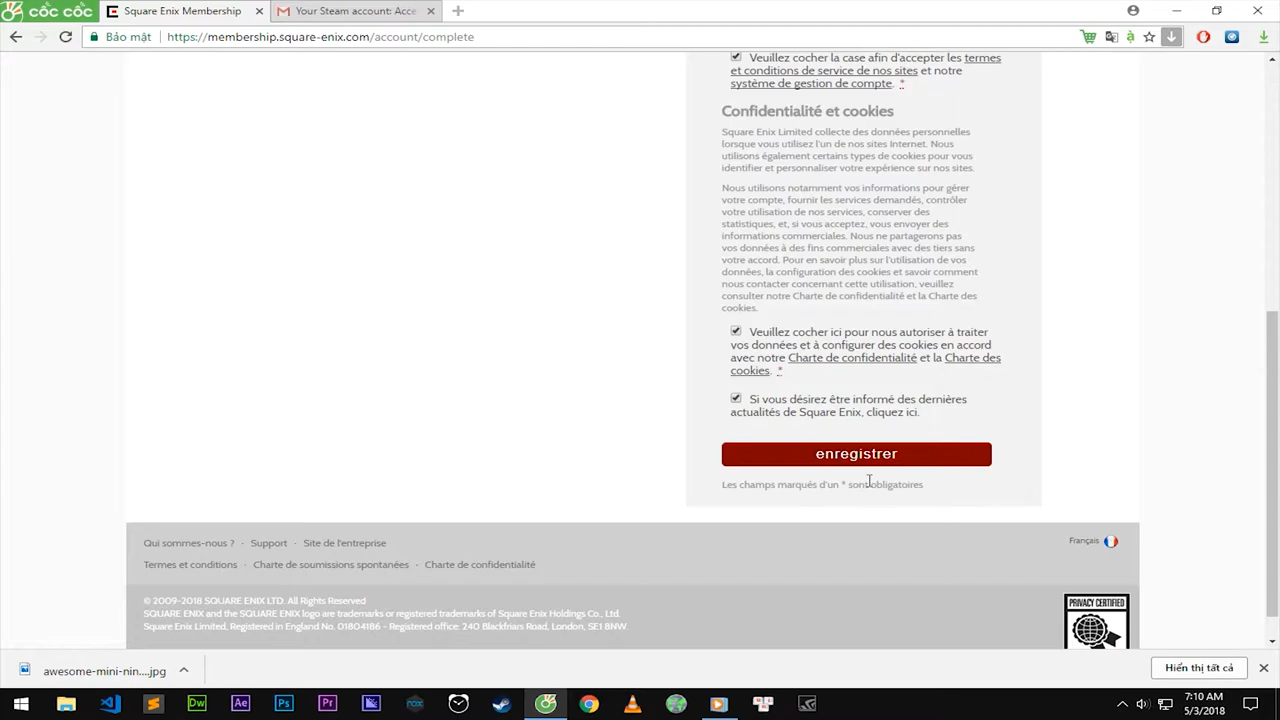 cốc cốc
Square Enix Membership
Your Steam account: Acce
Bảo mật
https://membership.square-enix.com/account/complete
Veuillez cocher la case afin d'accepter les termes
et conditions de service de nos sites et notre
système de gestion de compte. *
Confidentialité et cookies
Square Enix Limited collecte des données personnelles
lorsque vous utilisez l'un de nos sites Internet. Nous
utilisons également certains types de cookies pour vous
identifier et personnaliser votre expérience sur nos sites.
Nous utilisons notamment vos informations pour gérer
votre compte, fournir les services demandés, contrôler
votre utilisation de nos services, conserver des
statistiques, et, si vous acceptez, vous envoyer des
informations commerciales. Nous ne partagerons pas
vos données à des fins commerciales avec des tiers sans
votre accord. Pour en savoir plus sur l'utilisation de vos
données, la configuration des cookies et savoir comment
nous contacter concernant cette utilisation, veuillez
consulter notre Charte de confidentialité et la Charte des
cookies.
Veuillez cocher ici pour nous autoriser à traiter
vos données et à configurer des cookies en accord
avec notre Charte de confidentialité et la Charte des
cookies. *
Si vous désirez être informé des dernières
actualités de Square Enix, cliquez ici.
enregistrer
Les champs marqués d'un * sont obligatoires
Qui sommes-nous ? · Support · Site de l'entreprise
Français
Termes et conditions · Charte de soumissions spontanées · Charte de confidentialité
© 2009-2018 SQUARE ENIX LTD. All Rights Reserved
SQUARE ENIX and the SQUARE ENIX logo are trademarks or registered trademarks of Square Enix Holdings Co., Ltd.
Square Enix Limited, Registered in England No. 01804186 - Registered office: 240 Blackfriars Road, London, SE1 8NW.
PRIVACY CERTIFIED
awesome-mini-nin....jpg
Hiển thị tất cả
Dw
Ae
Ps
Pr
nox
7:10 AM
5/3/2018